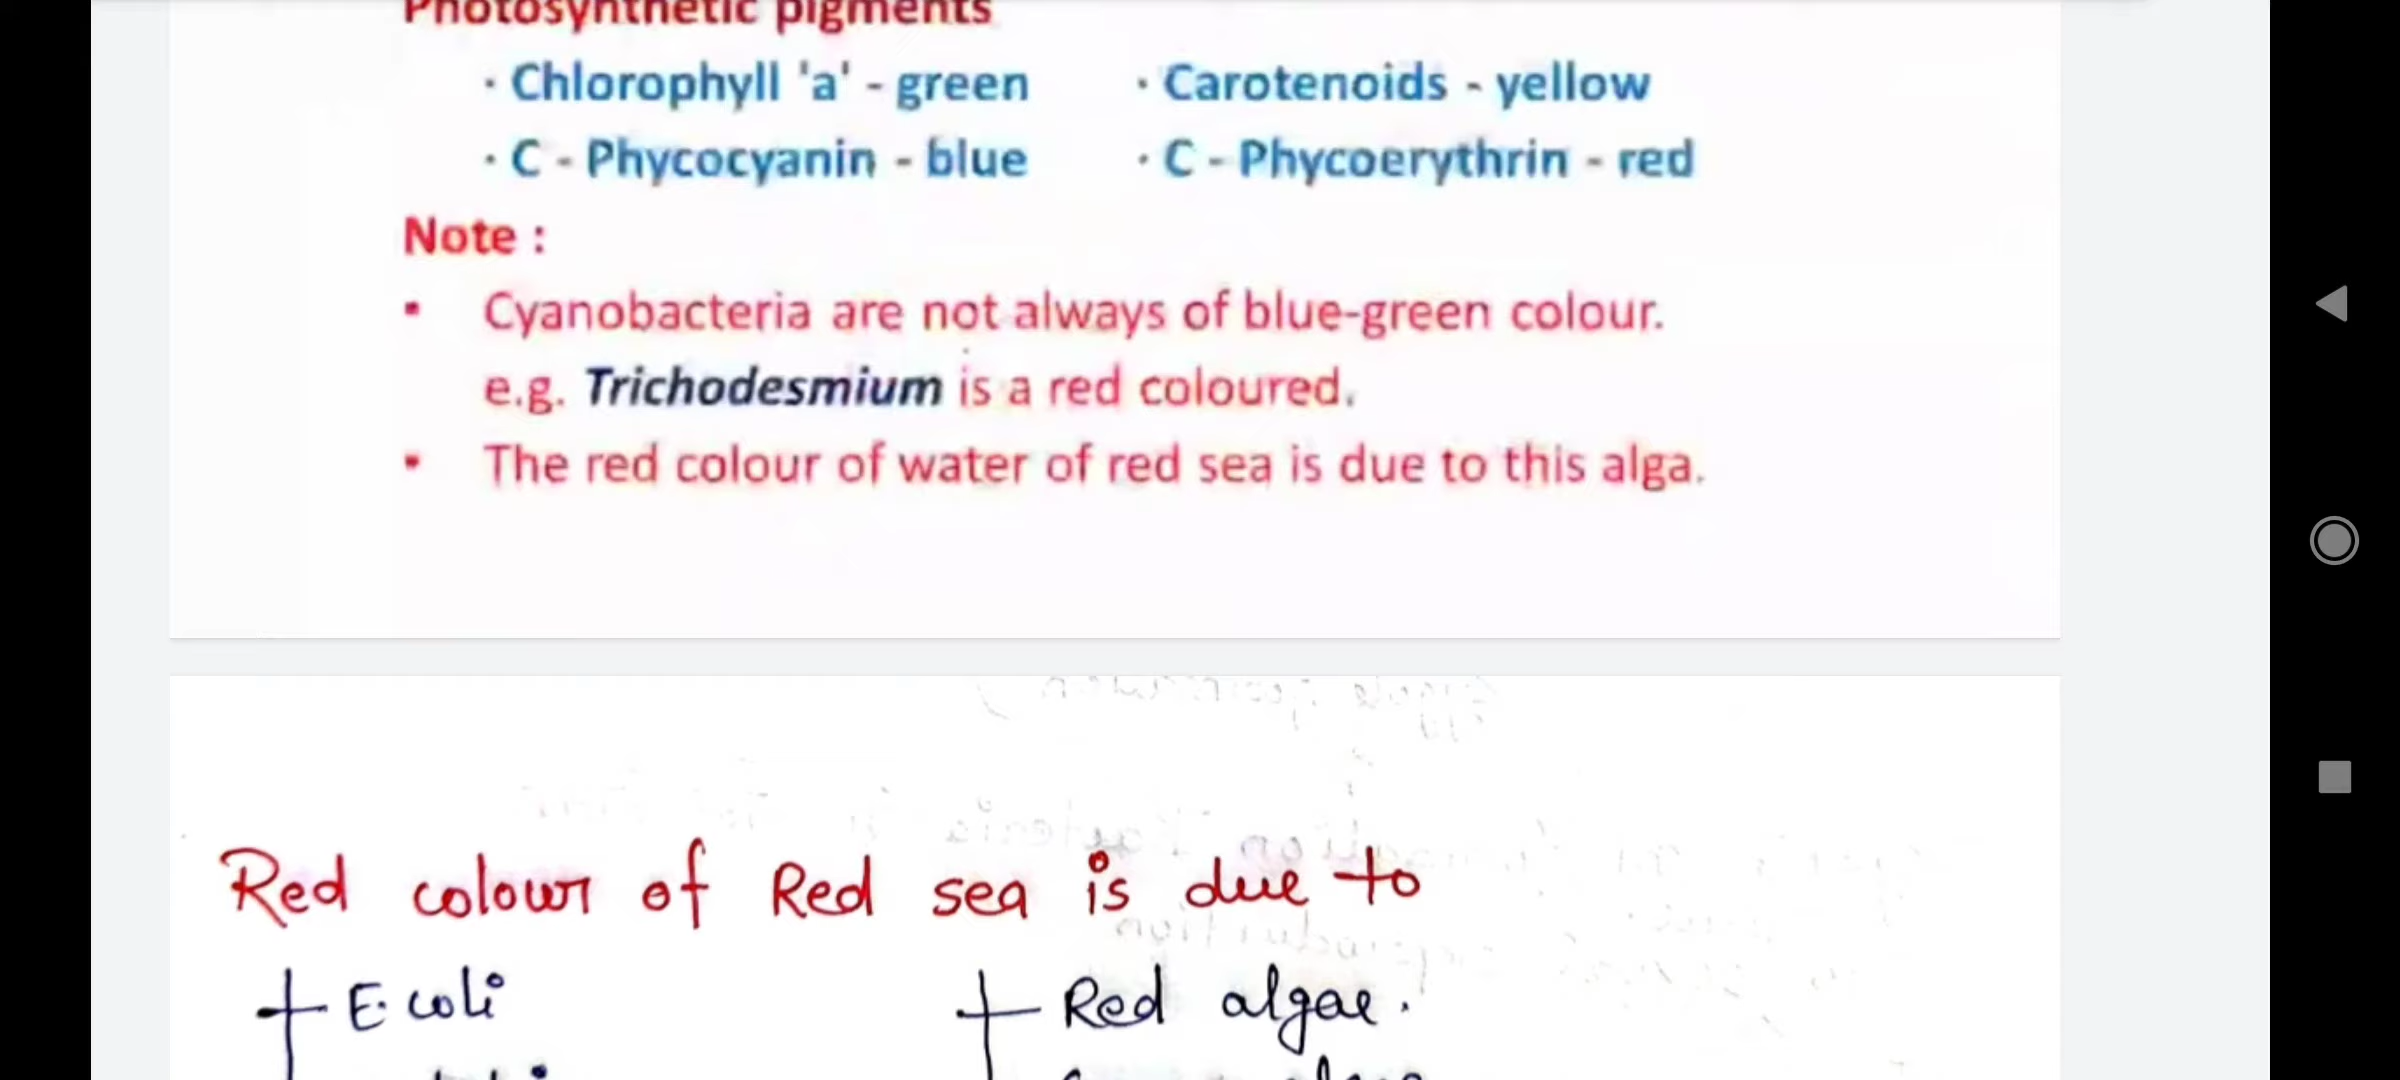 Photosynthetic pigments
· Chlorophyll 'a' - green · Carotenoids - yellow
· C - Phycocyanin - blue · C - Phycoerythrin - red
Note :
▪ Cyanobacteria are not always of blue-green colour.
e.g. Trichodesmium is a red coloured.
▪ The red colour of water of red sea is due to this alga.
Red colour of Red sea is due to
E. coli Red algae.